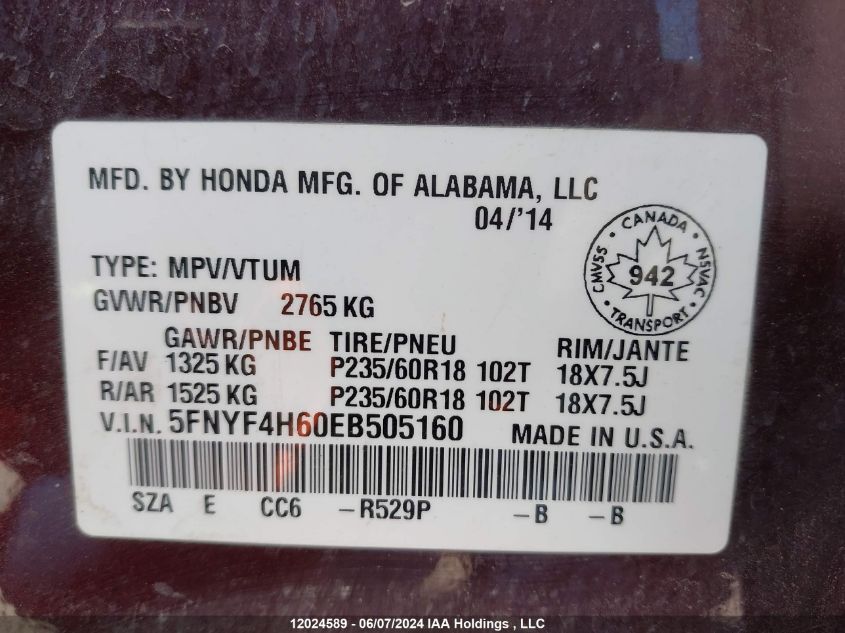 MFD. BY HONDA MFG. OF ALABAMA, LLC
04/'14
TYPE: MPV/VTUM
GVWR/PNBV 2765 KG
CANADA
CMVSS 942 NSVAC
TRANSPORT
GAWR/PNBE TIRE/PNEU RIM/JANTE
F/AV 1325 KG P235/60R18 102T 18X7.5J
R/AR 1525 KG P235/60R18 102T 18X7.5J
V.I.N. 5FNYF4H60EB505160 MADE IN U.S.A.
SZA E CC6 -R529P -B -B
12024589 - 06/07/2024 IAA Holdings , LLC